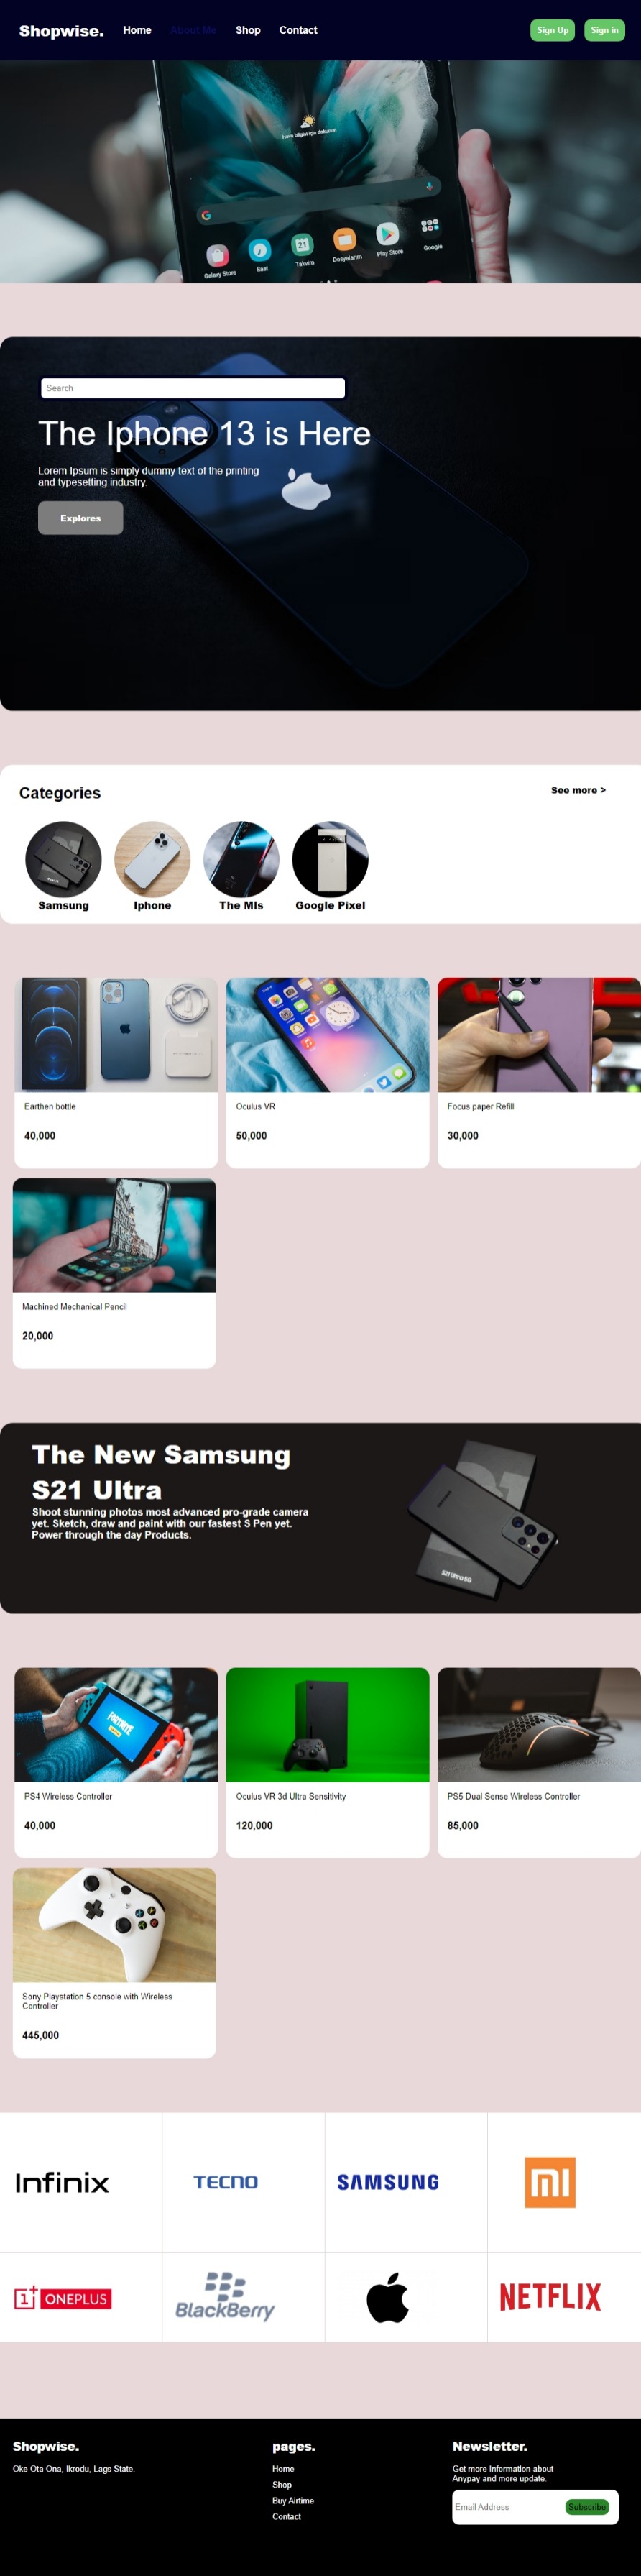 Shopwise. Home About Me Shop Contact Sign Up Sign in
Hava bilgisi için dokunun
Galaxy Store Saat Takvim Dosyalarım Play Store Google
21
Search
The Iphone 13 is Here
Lorem Ipsum is simply dummy text of the printing
and typesetting industry.
Explores
Categories
See more >
Samsung Iphone The MIs Google Pixel
Earthen bottle
40,000
Oculus VR
50,000
Focus paper Refill
30,000
Machined Mechanical Pencil
20,000
The New Samsung
S21 Ultra
Shoot stunning photos most advanced pro-grade camera
yet. Sketch, draw and paint with our fastest S Pen yet.
Power through the day Products.
S21 Ultra 5G
FORTNITE
PS4 Wireless Controller
40,000
Oculus VR 3d Ultra Sensitivity
120,000
PS5 Dual Sense Wireless Controller
85,000
Sony Playstation 5 console with Wireless
Controller
445,000
Infinix TECNO SAMSUNG MI
1+ ONEPLUS BlackBerry NETFLIX
Shopwise.
Oke Ota Ona, Ikrodu, Lags State.
pages.
Home
Shop
Buy Airtime
Contact
Newsletter.
Get more Information about
Anypay and more update.
Email Address Subscribe